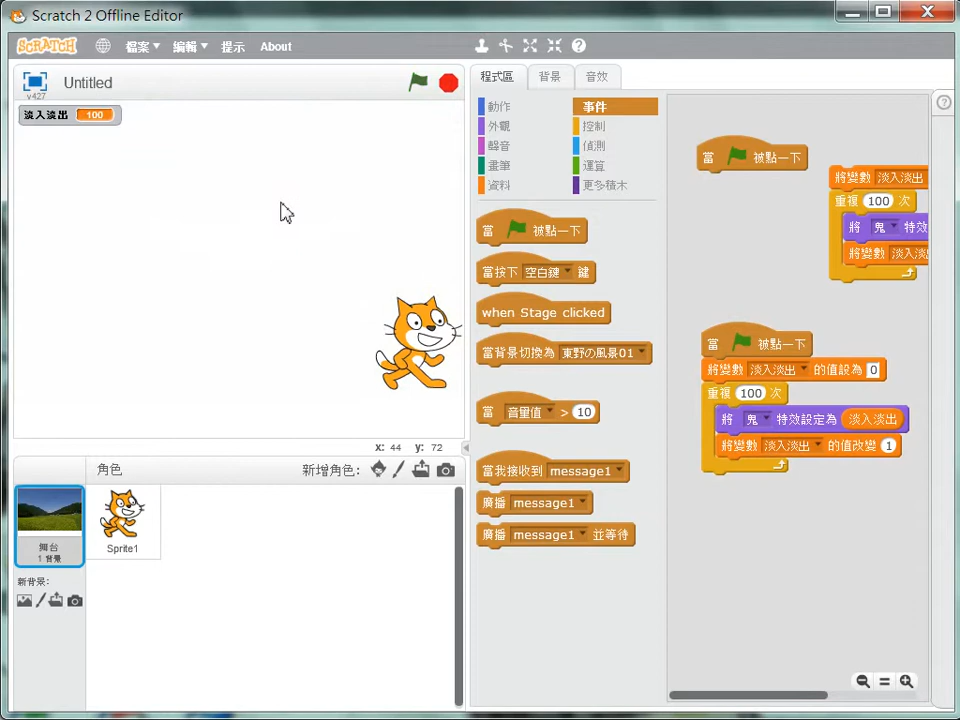 Scratch 2 Offline Editor
SCRATCH 檔案 編輯 提示 About
v427
Untitled
淡入淡出 100
x: 44 y: 72
角色 新增角色:
舞台
1 背景
Sprite1
新背景:
程式區 背景 音效
動作 事件
外觀 控制
聲音 偵測
畫筆 運算
資料 更多積木
當 被點一下
當按下 空白鍵 鍵
when Stage clicked
當背景切換為 東野の風景01
當 音量值 > 10
當我接收到 message1
廣播 message1
廣播 message1 並等待
當 被點一下
將變數 淡入淡出
重複 100 次
將 鬼 特效
將變數 淡入淡
當 被點一下
將變數 淡入淡出 的值設為 0
重複 100 次
將 鬼 特效設定為 淡入淡出
將變數 淡入淡出 的值改變 1